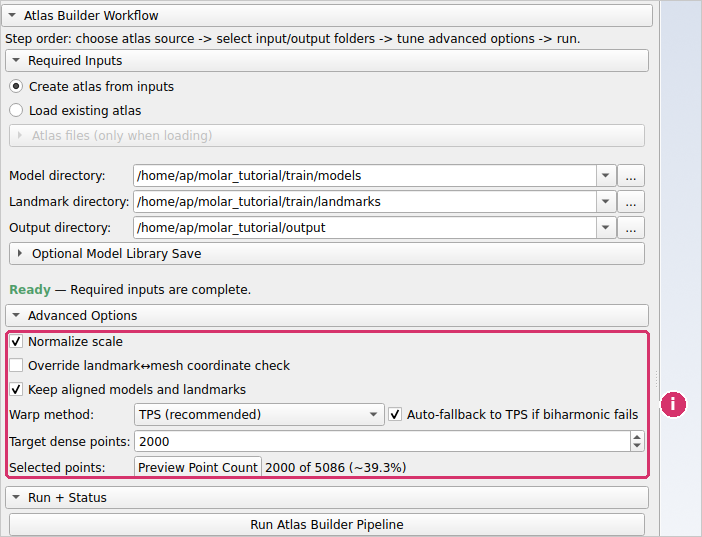 Atlas Builder Workflow
Step order: choose atlas source -> select input/output folders -> tune advanced options -> run.
Required Inputs
Create atlas from inputs
Load existing atlas
Atlas files (only when loading)
Model directory: /home/ap/molar_tutorial/train/models ...
Landmark directory: /home/ap/molar_tutorial/train/landmarks ...
Output directory: /home/ap/molar_tutorial/output ...
Optional Model Library Save
Ready — Required inputs are complete.
Advanced Options
Normalize scale
Override landmark↔mesh coordinate check
Keep aligned models and landmarks
Warp method: TPS (recommended) Auto-fallback to TPS if biharmonic fails
Target dense points: 2000
Selected points: Preview Point Count 2000 of 5086 (~39.3%)
i
Run + Status
Run Atlas Builder Pipeline